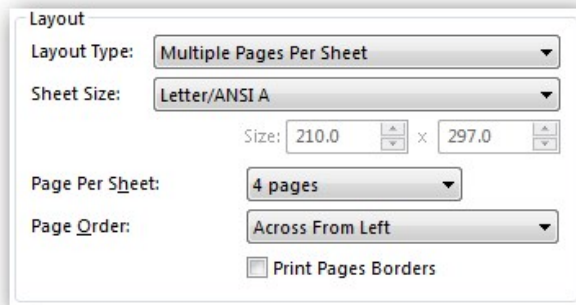 Layout
Layout Type: Multiple Pages Per Sheet
Sheet Size: Letter/ANSI A
Size: 210.0 x 297.0
Page Per Sheet: 4 pages
Page Order: Across From Left
Print Pages Borders